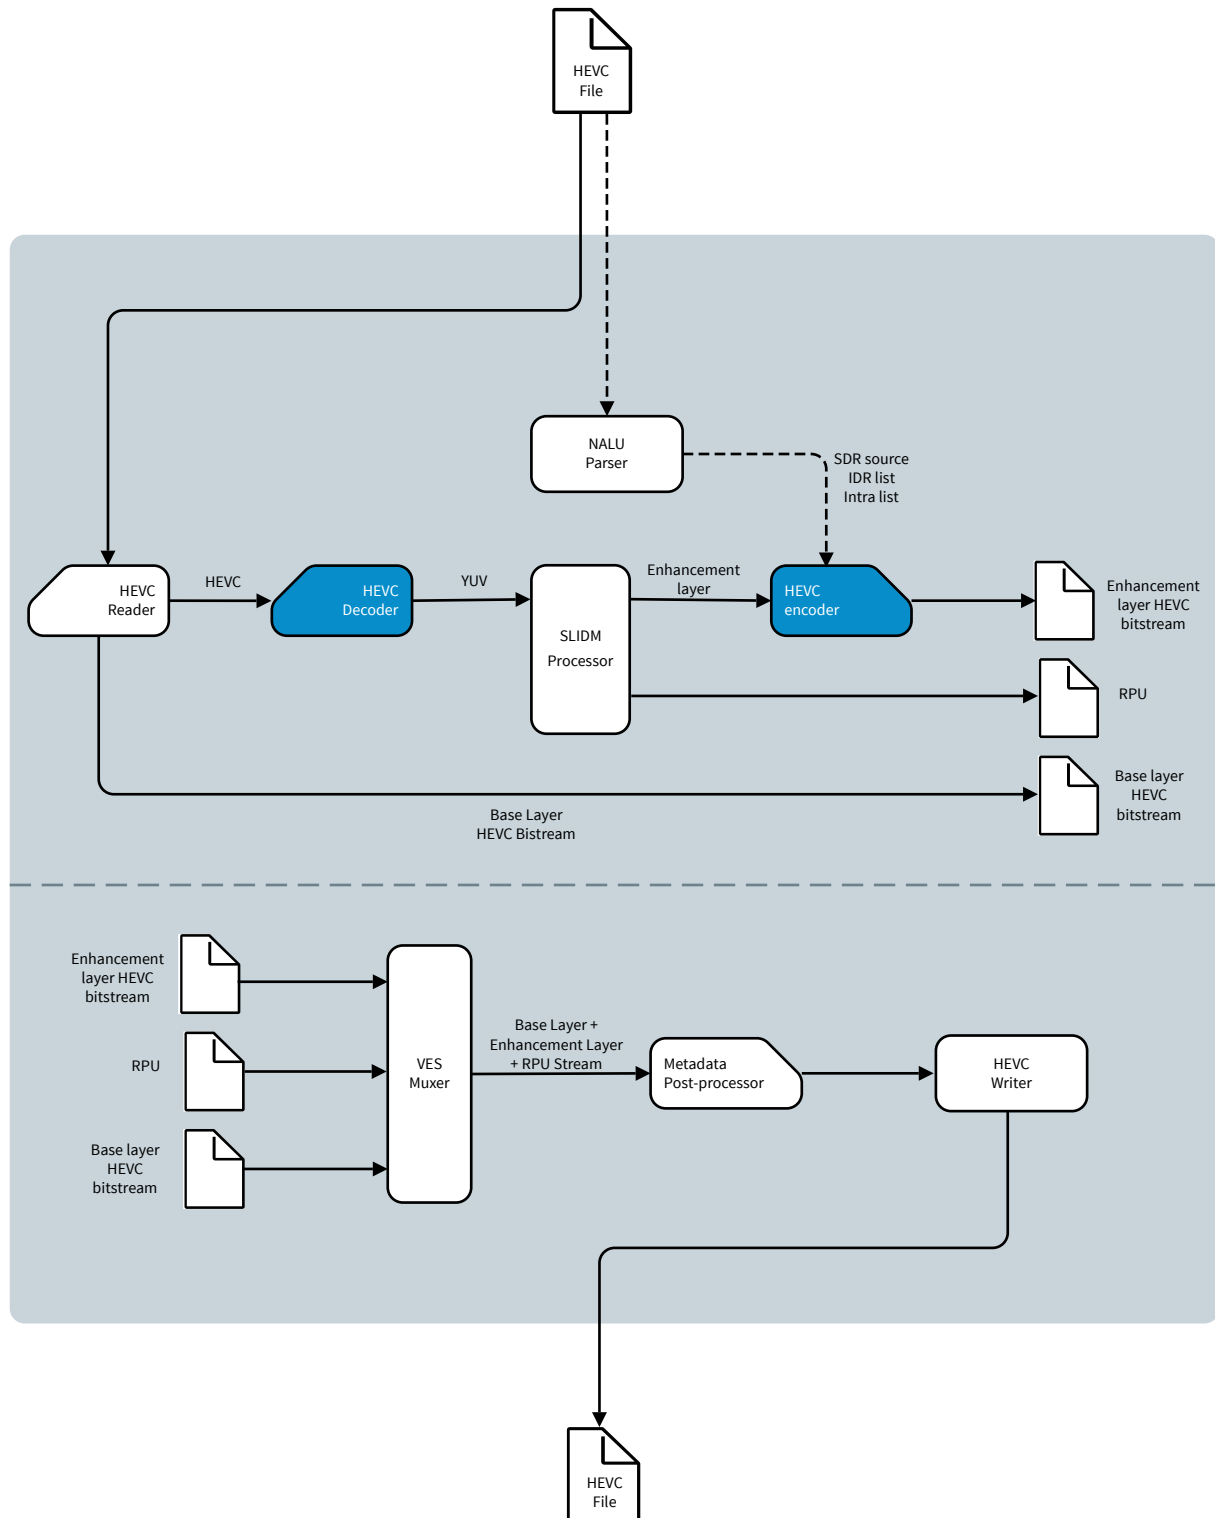 HEVC
File
NALU
Parser
SDR source
IDR list
Intra list
HEVC
Reader
HEVC
HEVC
Decoder
YUV
SLIDM
Processor
Enhancement
layer
HEVC
encoder
Enhancement
layer HEVC
bitstream
RPU
Base layer
HEVC
bitstream
Base Layer
HEVC Bistream
Enhancement
layer HEVC
bitstream
RPU
Base layer
HEVC
bitstream
VES
Muxer
Base Layer +
Enhancement Layer
+ RPU Stream
Metadada
Post-processor
HEVC
Writer
HEVC
File